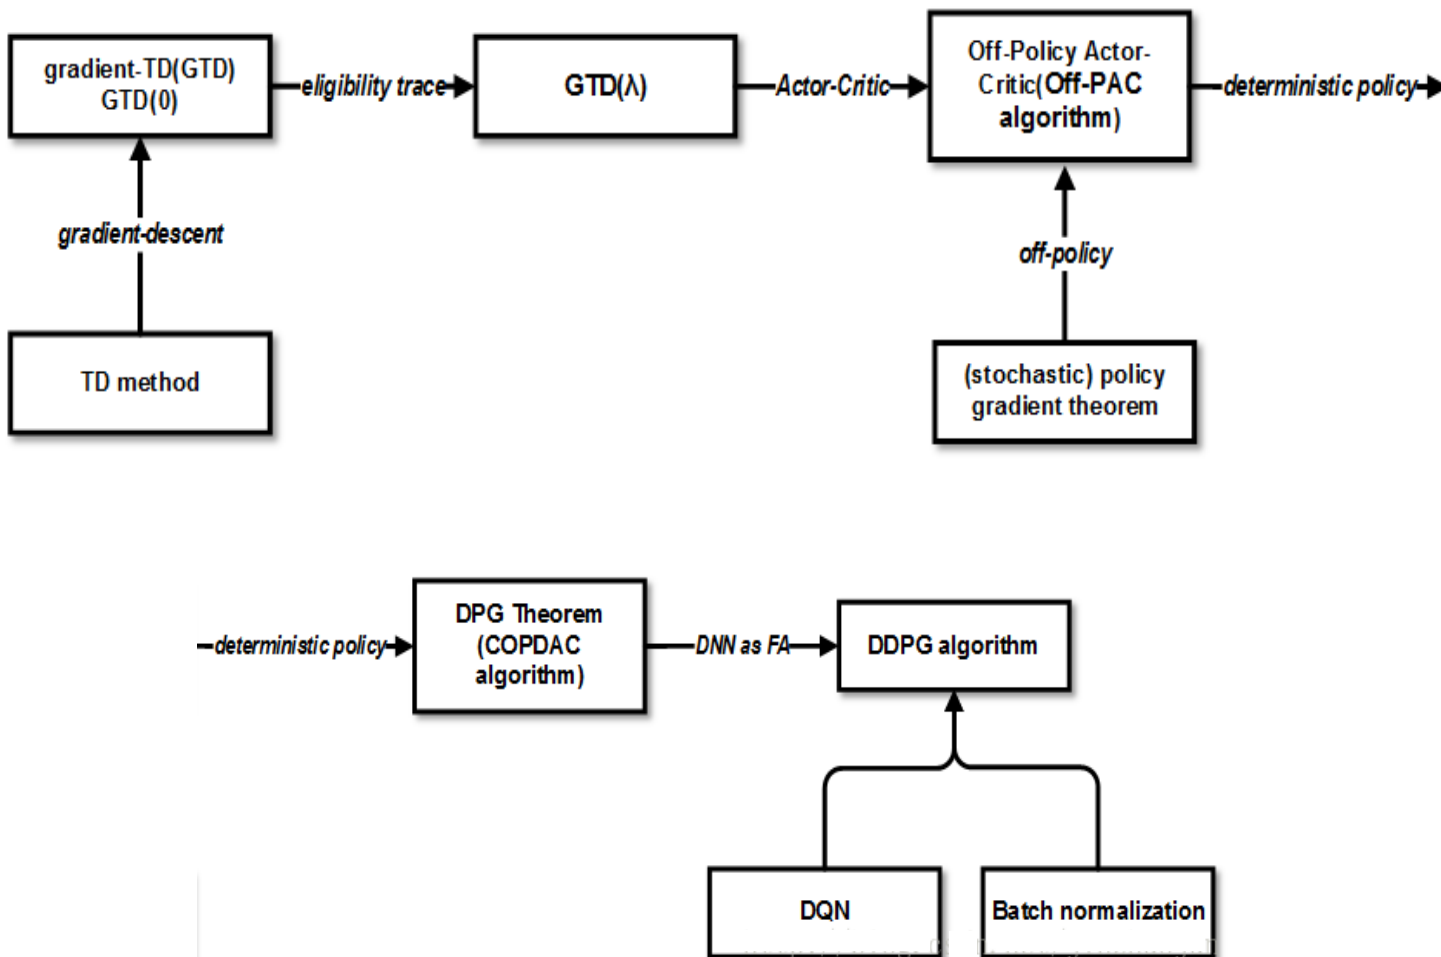 gradient-TD(GTD)
GTD(0)
eligibility trace
GTD(λ)
Actor-Critic
Off-Policy Actor-
Critic(Off-PAC
algorithm)
deterministic policy
gradient-descent
off-policy
TD method
(stochastic) policy
gradient theorem
deterministic policy
DPG Theorem
(COPDAC
algorithm)
DNN as FA
DDPG algorithm
DQN
Batch normalization